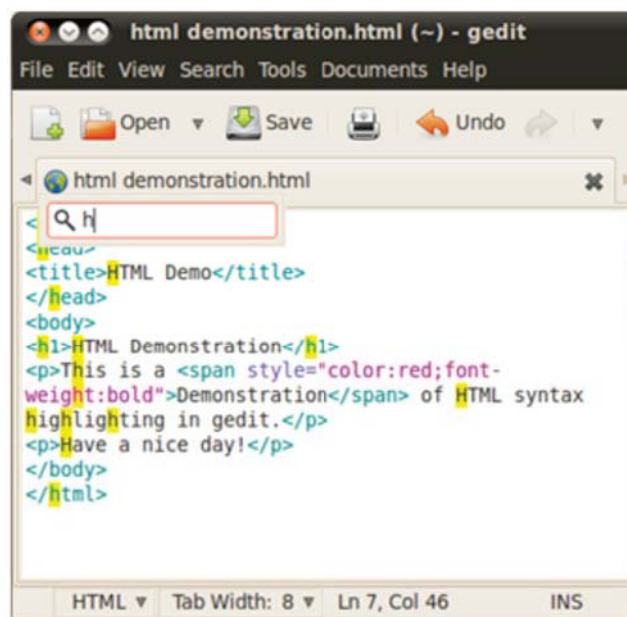 html demonstration.html (~) - gedit
File Edit View Search Tools Documents Help
Open Save Undo
html demonstration.html
h
<
<head>
<title>HTML Demo</title>
</head>
<body>
<h1>HTML Demonstration</h1>
<p>This is a <span style="color:red;font-
weight:bold">Demonstration</span> of HTML syntax
highlighting in gedit.</p>
<p>Have a nice day!</p>
</body>
</html>
HTML Tab Width: 8 Ln 7, Col 46 INS